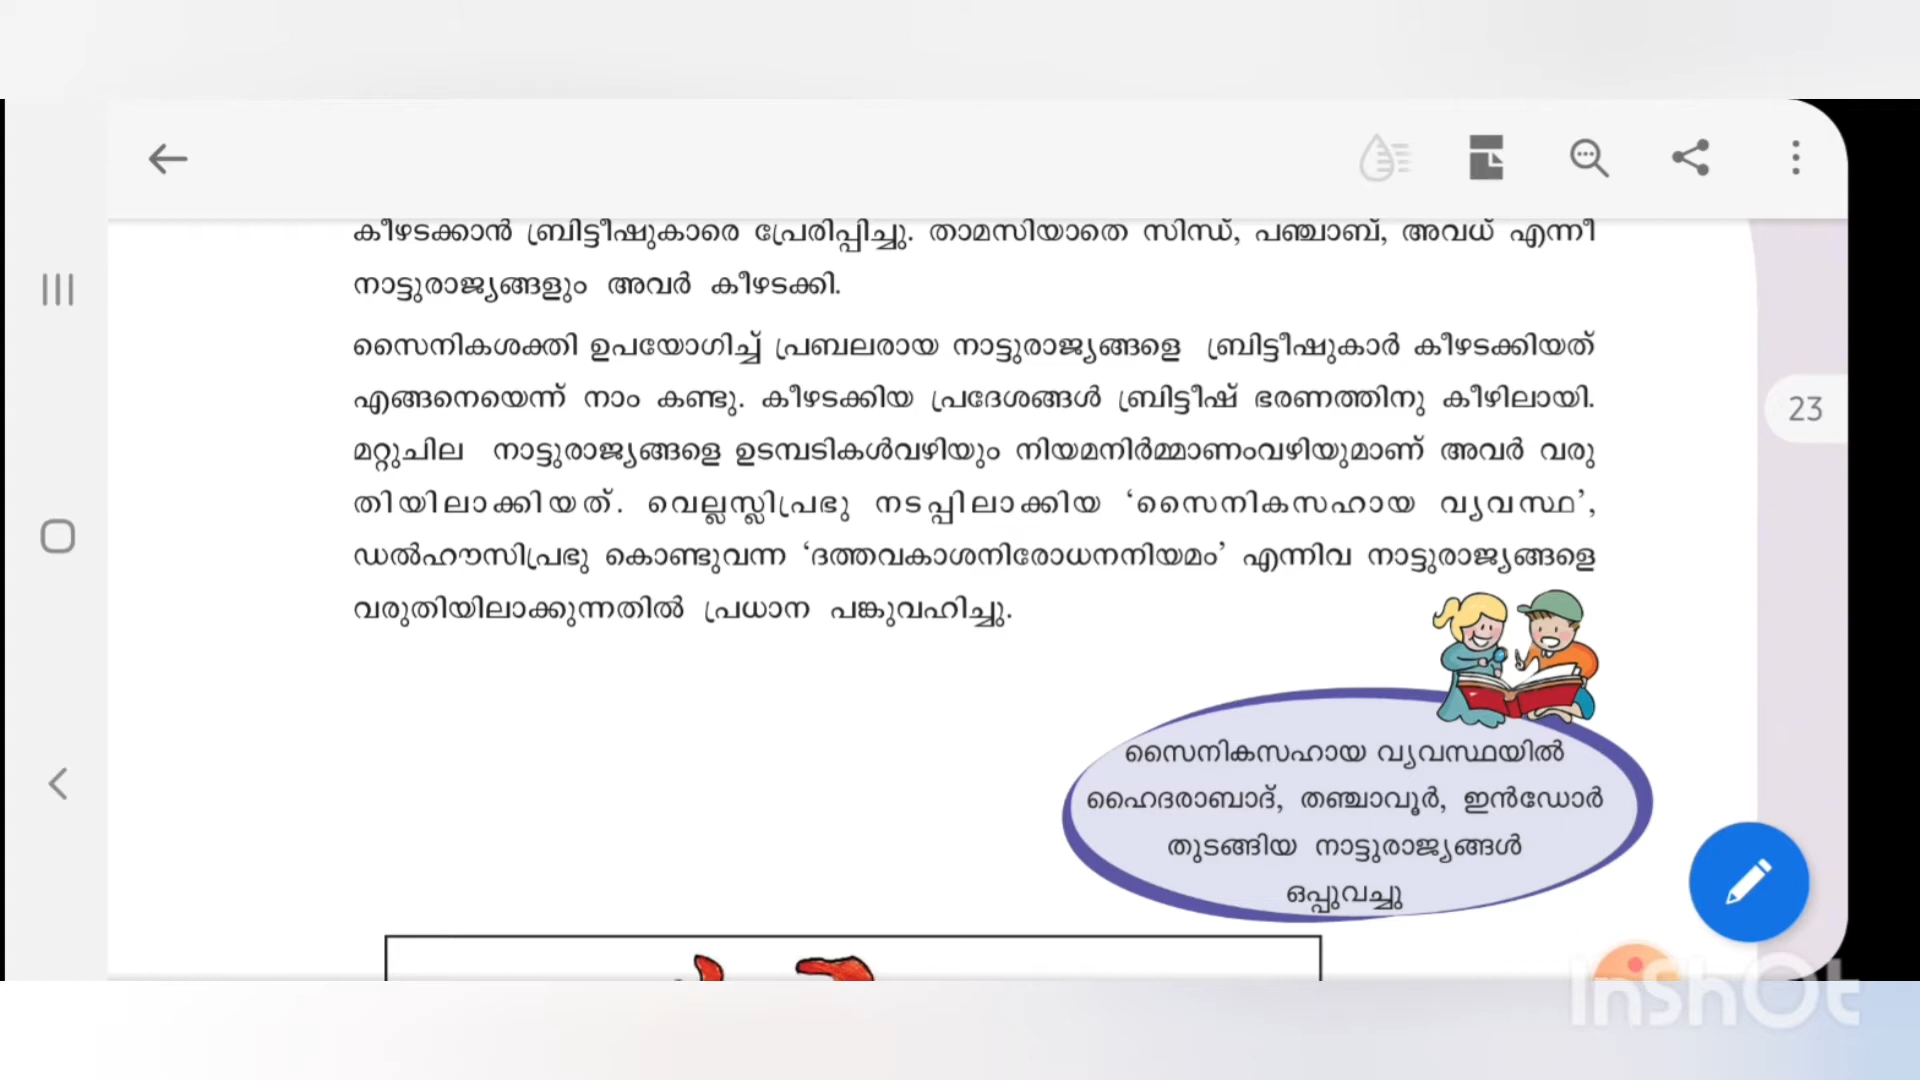 കീഴടക്കാൻ ബ്രിട്ടീഷുകാരെ പ്രേരിപ്പിച്ചു. താമസിയാതെ സിന്ധ്, പഞ്ചാബ്, അവധ് എന്നീ
നാട്ടുരാജ്യങ്ങളും അവർ കീഴടക്കി.
സൈനികശക്തി ഉപയോഗിച്ച് പ്രബലരായ നാട്ടുരാജ്യങ്ങളെ ബ്രിട്ടീഷുകാർ കീഴടക്കിയത്
എങ്ങനെയെന്ന് നാം കണ്ടു. കീഴടക്കിയ പ്രദേശങ്ങൾ ബ്രിട്ടീഷ് ഭരണത്തിനു കീഴിലായി.
മറ്റുചില നാട്ടുരാജ്യങ്ങളെ ഉടമ്പടികൾവഴിയും നിയമനിർമ്മാണംവഴിയുമാണ് അവർ വരു
തിയിലാക്കിയത്. വെല്ലസ്ലിപ്രഭു നടപ്പിലാക്കിയ ‘സൈനികസഹായ വ്യവസ്ഥ’,
ഡൽഹൗസിപ്രഭു കൊണ്ടുവന്ന ‘ദത്തവകാശനിരോധനനിയമം’ എന്നിവ നാട്ടുരാജ്യങ്ങളെ
വരുതിയിലാക്കുന്നതിൽ പ്രധാന പങ്കുവഹിച്ചു.
23
സൈനികസഹായ വ്യവസ്ഥയിൽ
ഹൈദരാബാദ്, തഞ്ചാവൂർ, ഇൻഡോർ
തുടങ്ങിയ നാട്ടുരാജ്യങ്ങൾ
ഒപ്പുവച്ചു
InShOt